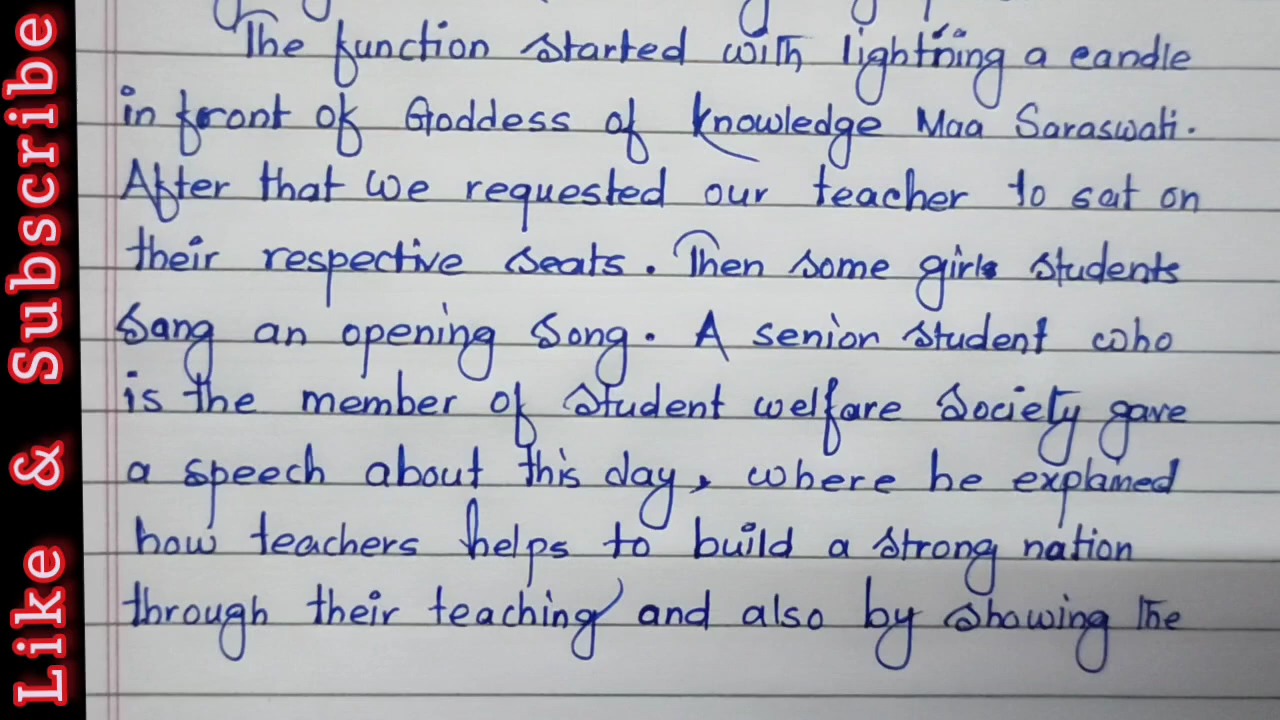 Like & Subscribe
The function started with lightning a candle
in front of Goddess of knowledge Maa Saraswati.
After that we requested our teacher to sat on
their respective seats. Then some girls students
sang an opening song. A senior student who
is the member of student welfare society gave
a speech about this day, where he explained
how teachers helps to build a strong nation
through their teaching and also by showing the